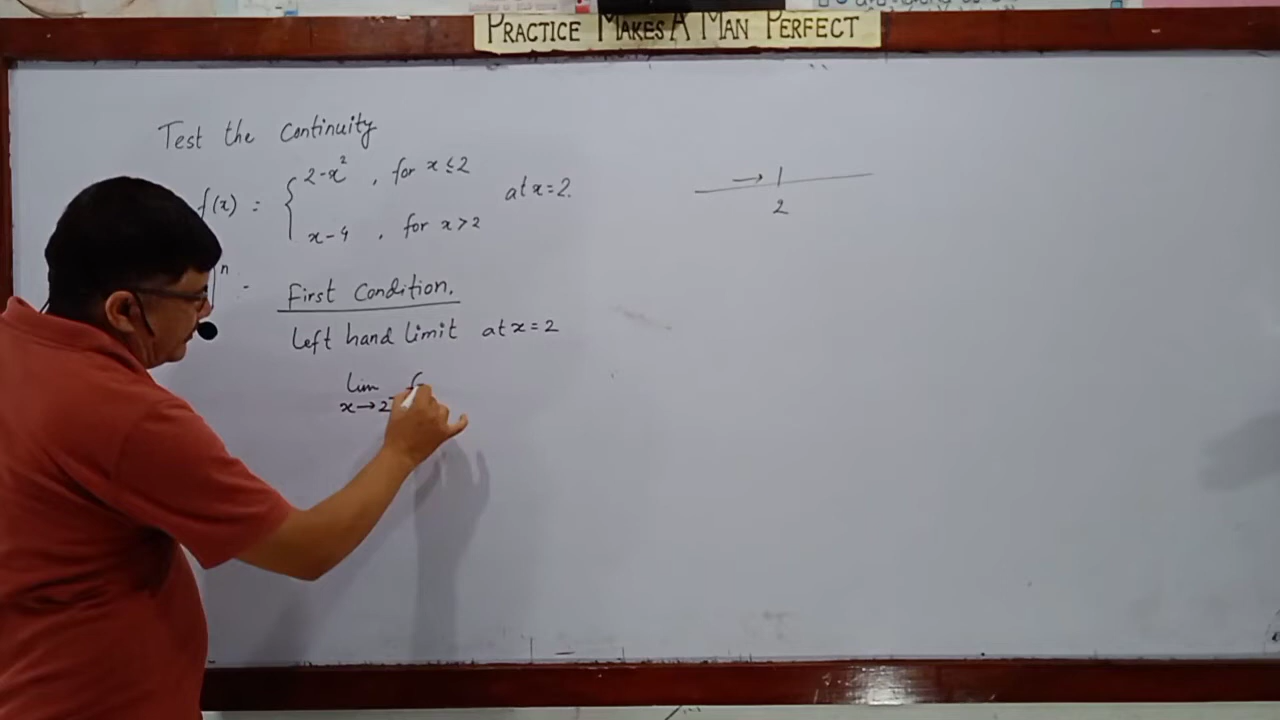 PRACTICE MAKES A MAN PERFECT
Test the Continuity
f(x) = { 2-x² , for x ≤ 2
x-4 , for x > 2
at x = 2.
→
2
n :-
First Condition.
Left hand limit at x = 2
lim f
x→2⁻